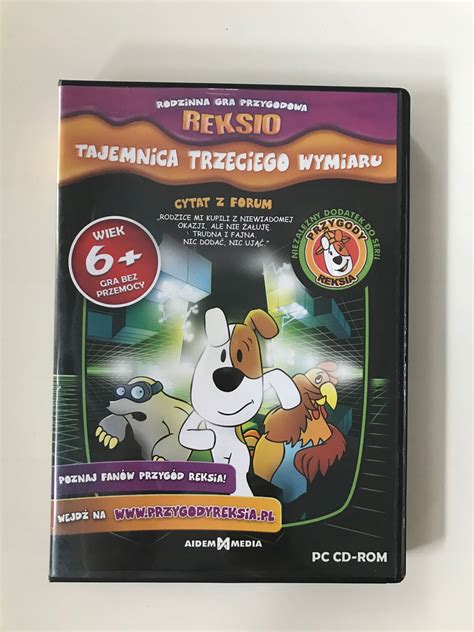 RODZINNA GRA PRZYGODOWA
REKSIO
TAJEMNICA TRZECIEGO WYMIARU
CYTAT Z FORUM
„RODZICE MI KUPILI Z NIEWIADOMEJ
OKAZJI, ALE NIE ŻAŁUJĘ.
TRUDNA I FAJNA.
NIC DODAĆ, NIC UJĄĆ."
WIEK
6+
GRA BEZ
PRZEMOCY
NIEZALEŻNY DODATEK DO SERII
PRZYGODY
REKSIA
POZNAJ FANÓW PRZYGÓD REKSIA!
WEJDŹ NA WWW.PRZYGODYREKSIA.PL
AIDEM MEDIA
PC CD-ROM